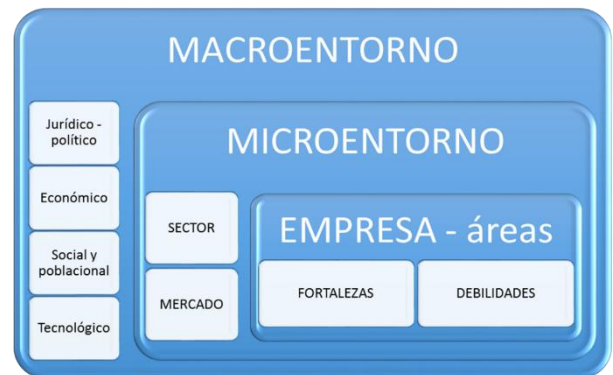 MACROENTORNO
Jurídico -
político
Económico
Social y
poblacional
Tecnológico
MICROENTORNO
SECTOR
MERCADO
EMPRESA - áreas
FORTALEZAS
DEBILIDADES